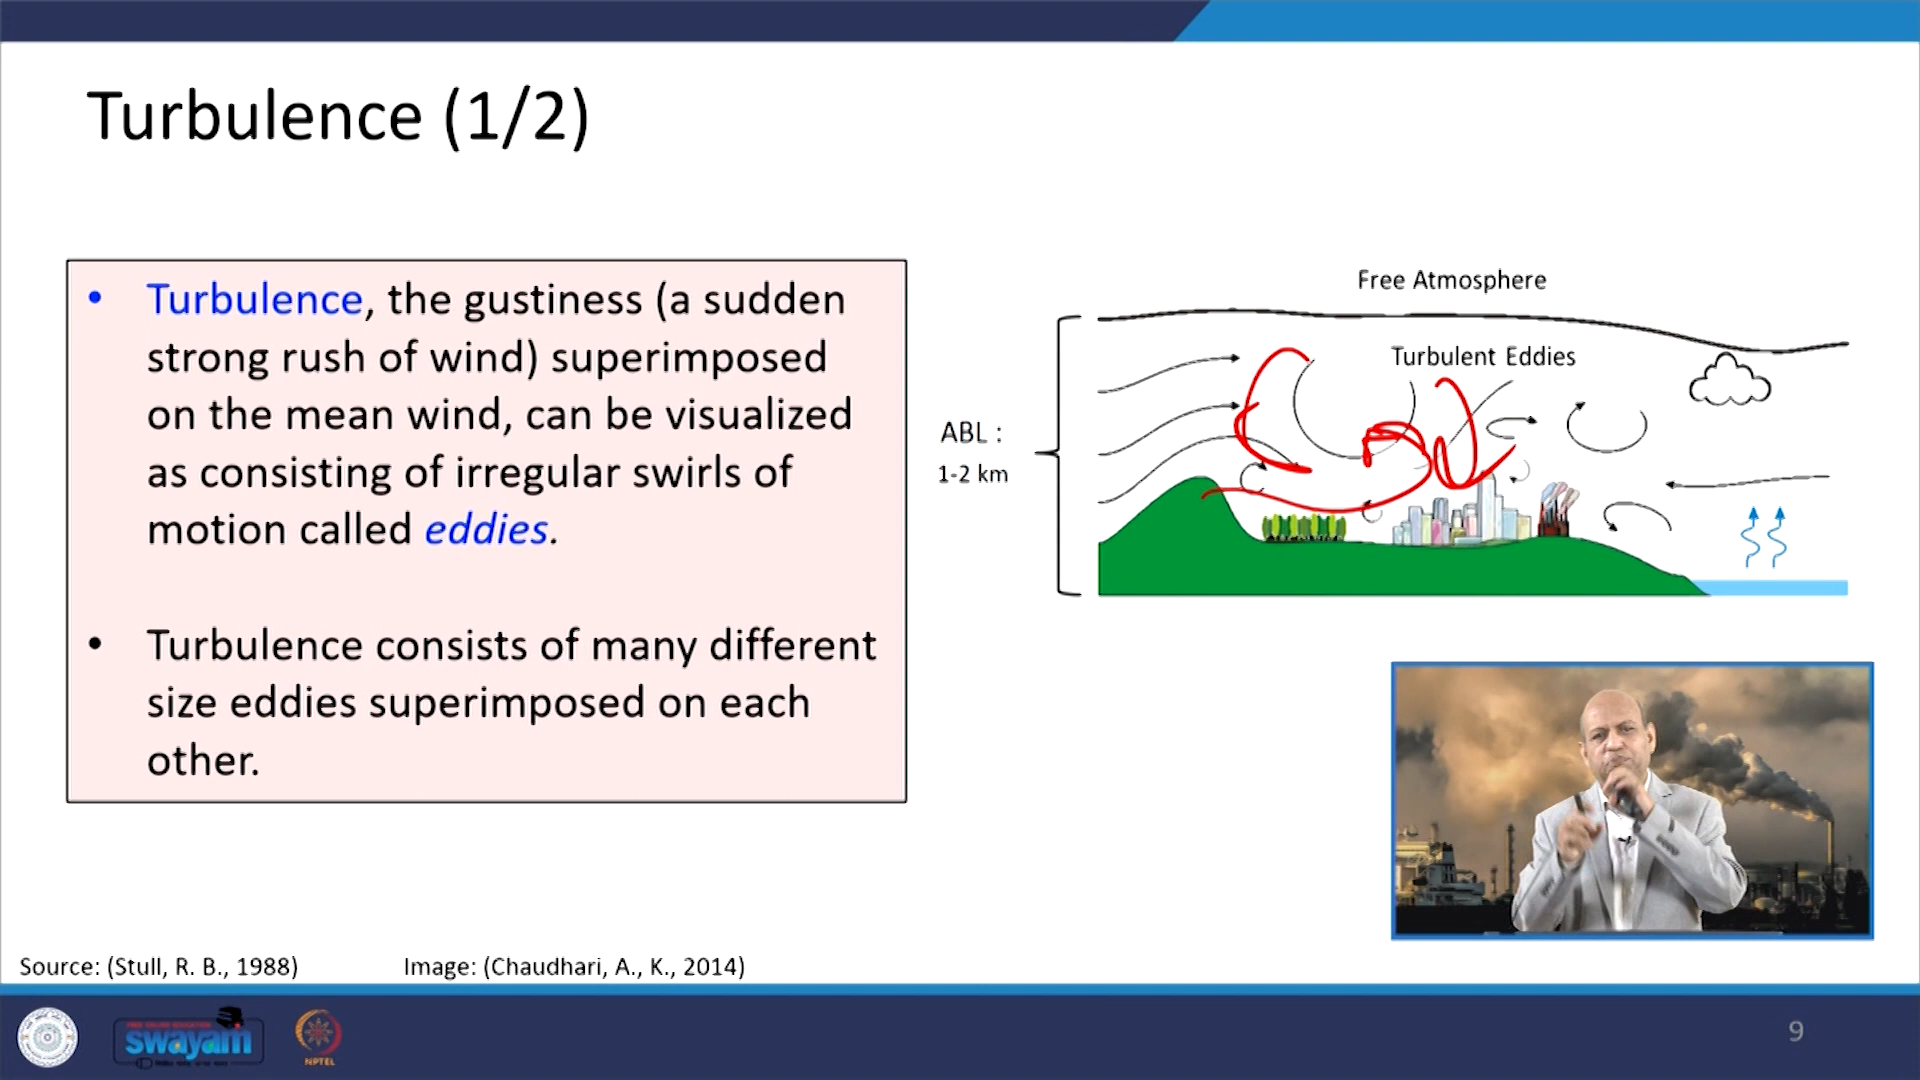 Turbulence (1/2)
• Turbulence, the gustiness (a sudden
strong rush of wind) superimposed
on the mean wind, can be visualized
as consisting of irregular swirls of
motion called eddies.
• Turbulence consists of many different
size eddies superimposed on each
other.
Free Atmosphere
Turbulent Eddies
ABL :
1-2 km
Source: (Stull, R. B., 1988)
Image: (Chaudhari, A., K., 2014)
swayam
NPTEL
9